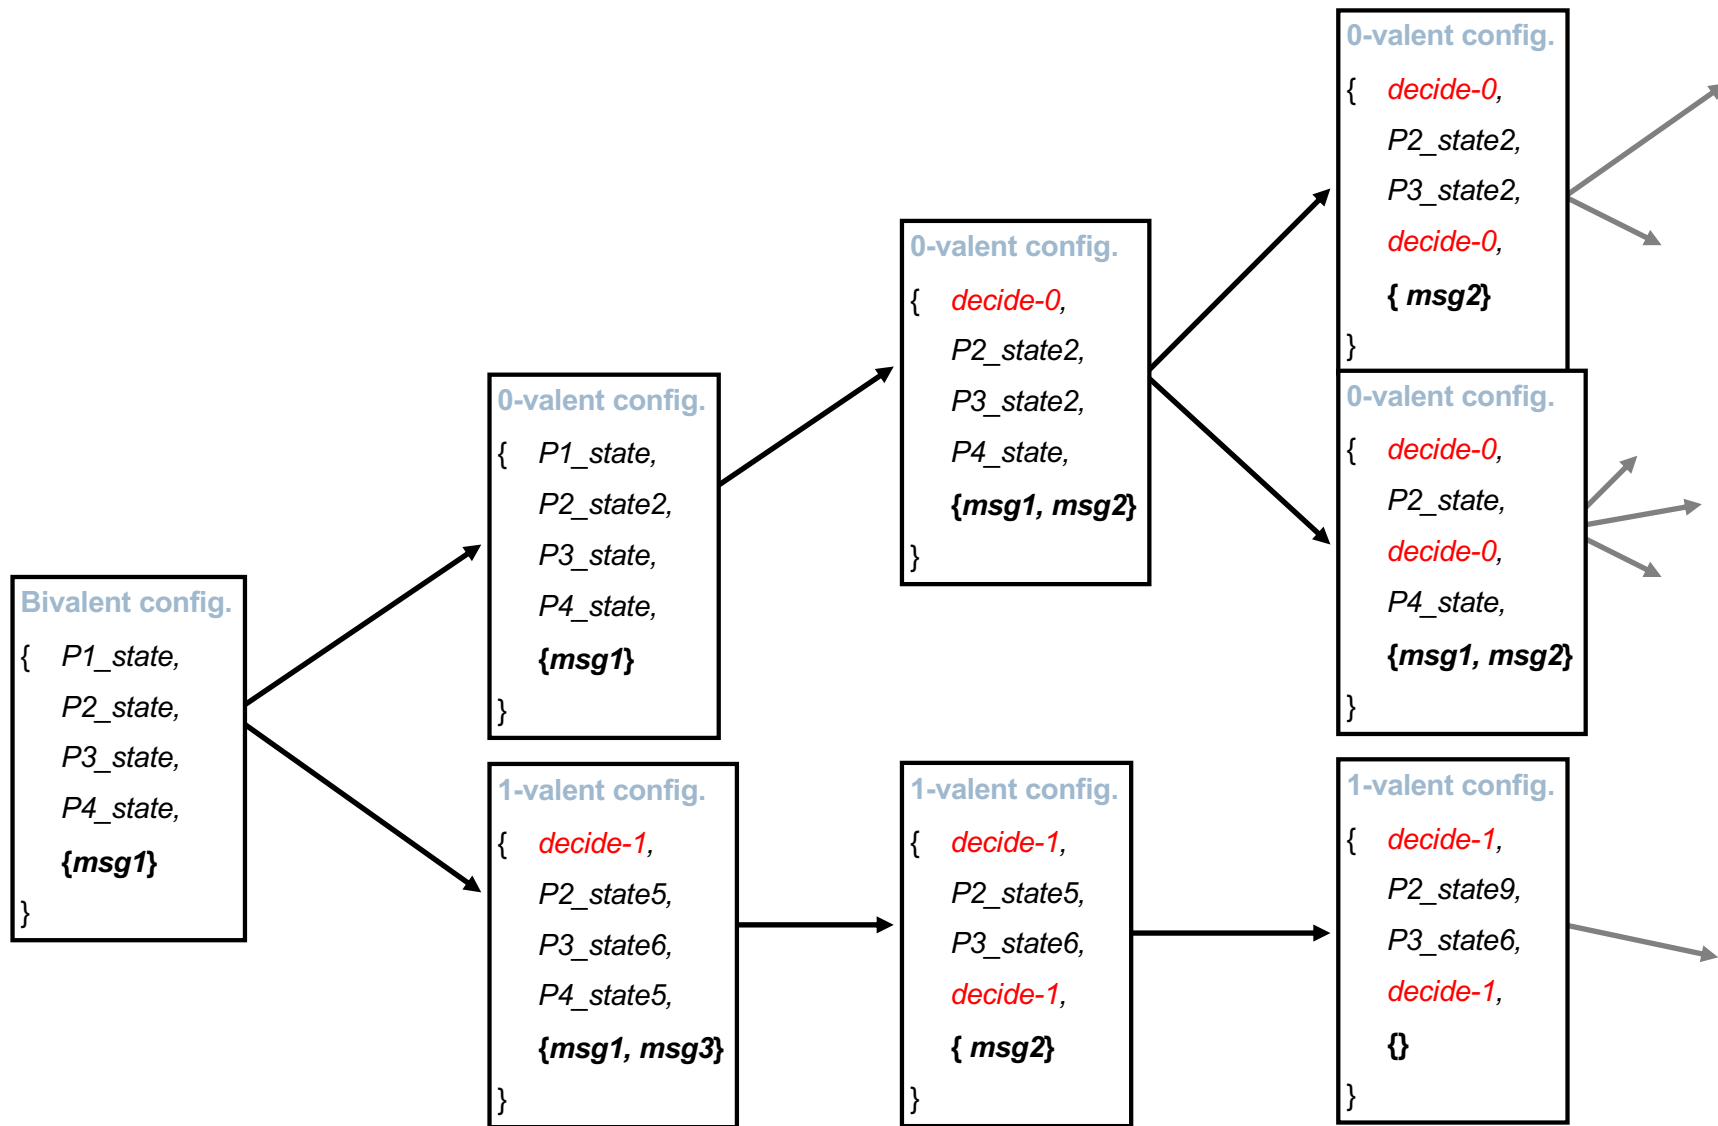 Bivalent config.
{ P1_state,
P2_state,
P3_state,
P4_state,
{msg1}
}
0-valent config.
{ P1_state,
P2_state2,
P3_state,
P4_state,
{msg1}
}
1-valent config.
{ decide-1,
P2_state5,
P3_state6,
P4_state5,
{msg1, msg3}
}
0-valent config.
{ decide-0,
P2_state2,
P3_state2,
P4_state,
{msg1, msg2}
}
1-valent config.
{ decide-1,
P2_state5,
P3_state6,
decide-1,
{ msg2}
}
0-valent config.
{ decide-0,
P2_state2,
P3_state2,
decide-0,
{ msg2}
}
0-valent config.
{ decide-0,
P2_state,
decide-0,
P4_state,
{msg1, msg2}
}
1-valent config.
{ decide-1,
P2_state9,
P3_state6,
decide-1,
{}
}